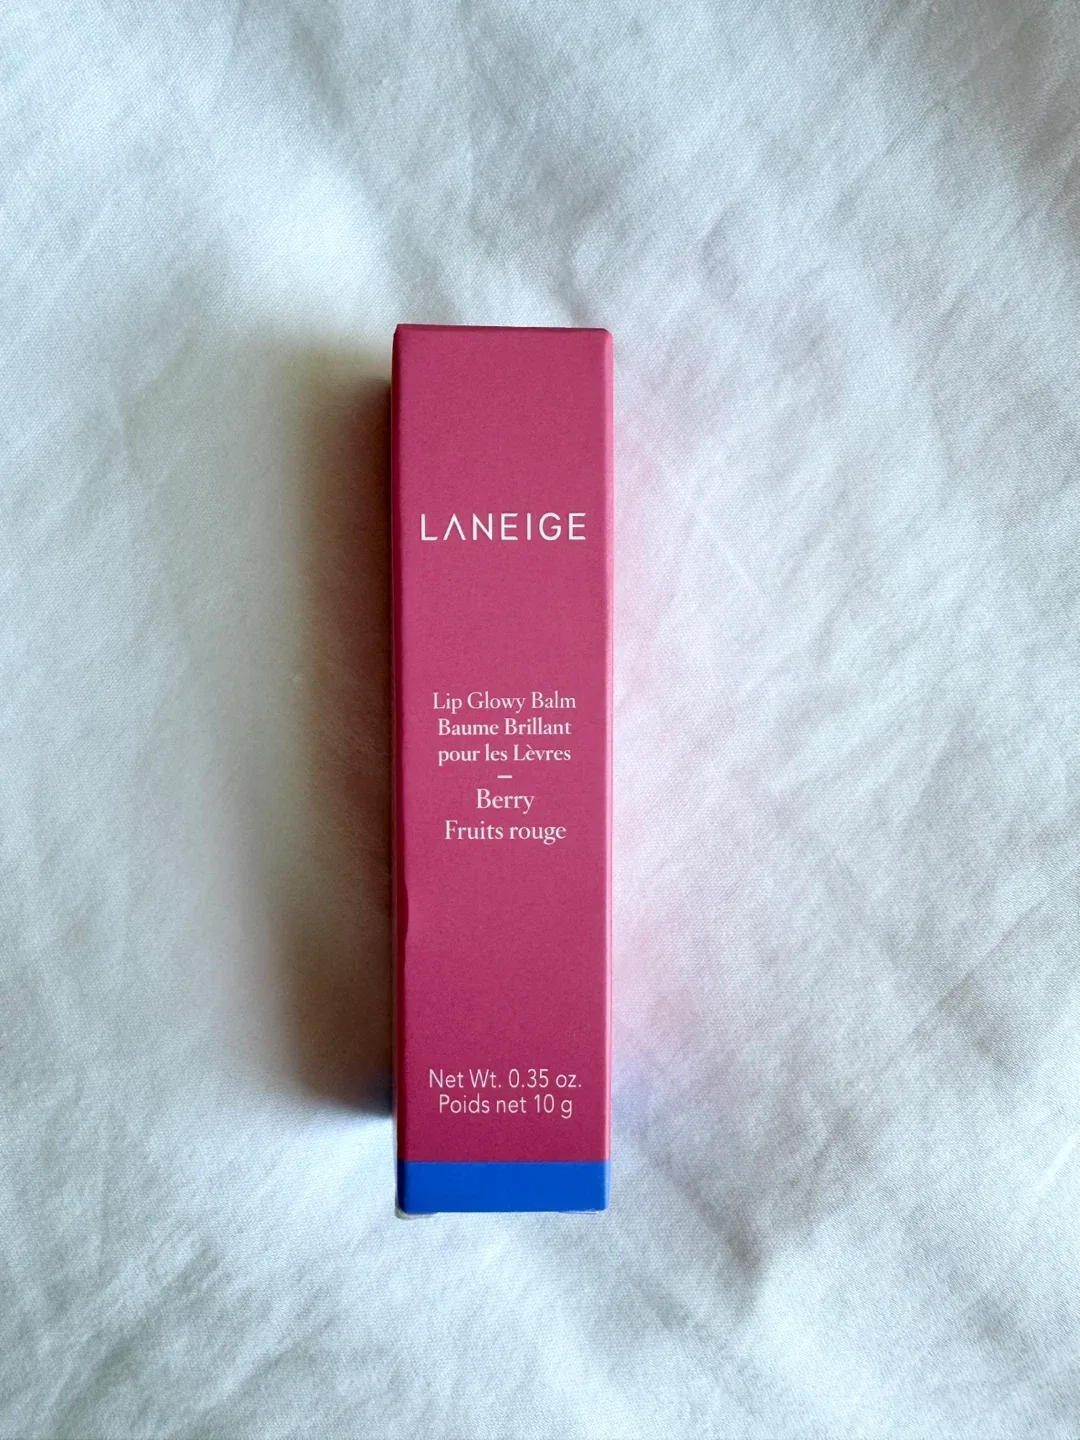 LANEIGE
Lip Glowy Balm
Baume Brillant
pour les Lèvres
Berry
Fruits rouge
Net Wt. 0.35 oz.
Poids net 10 g